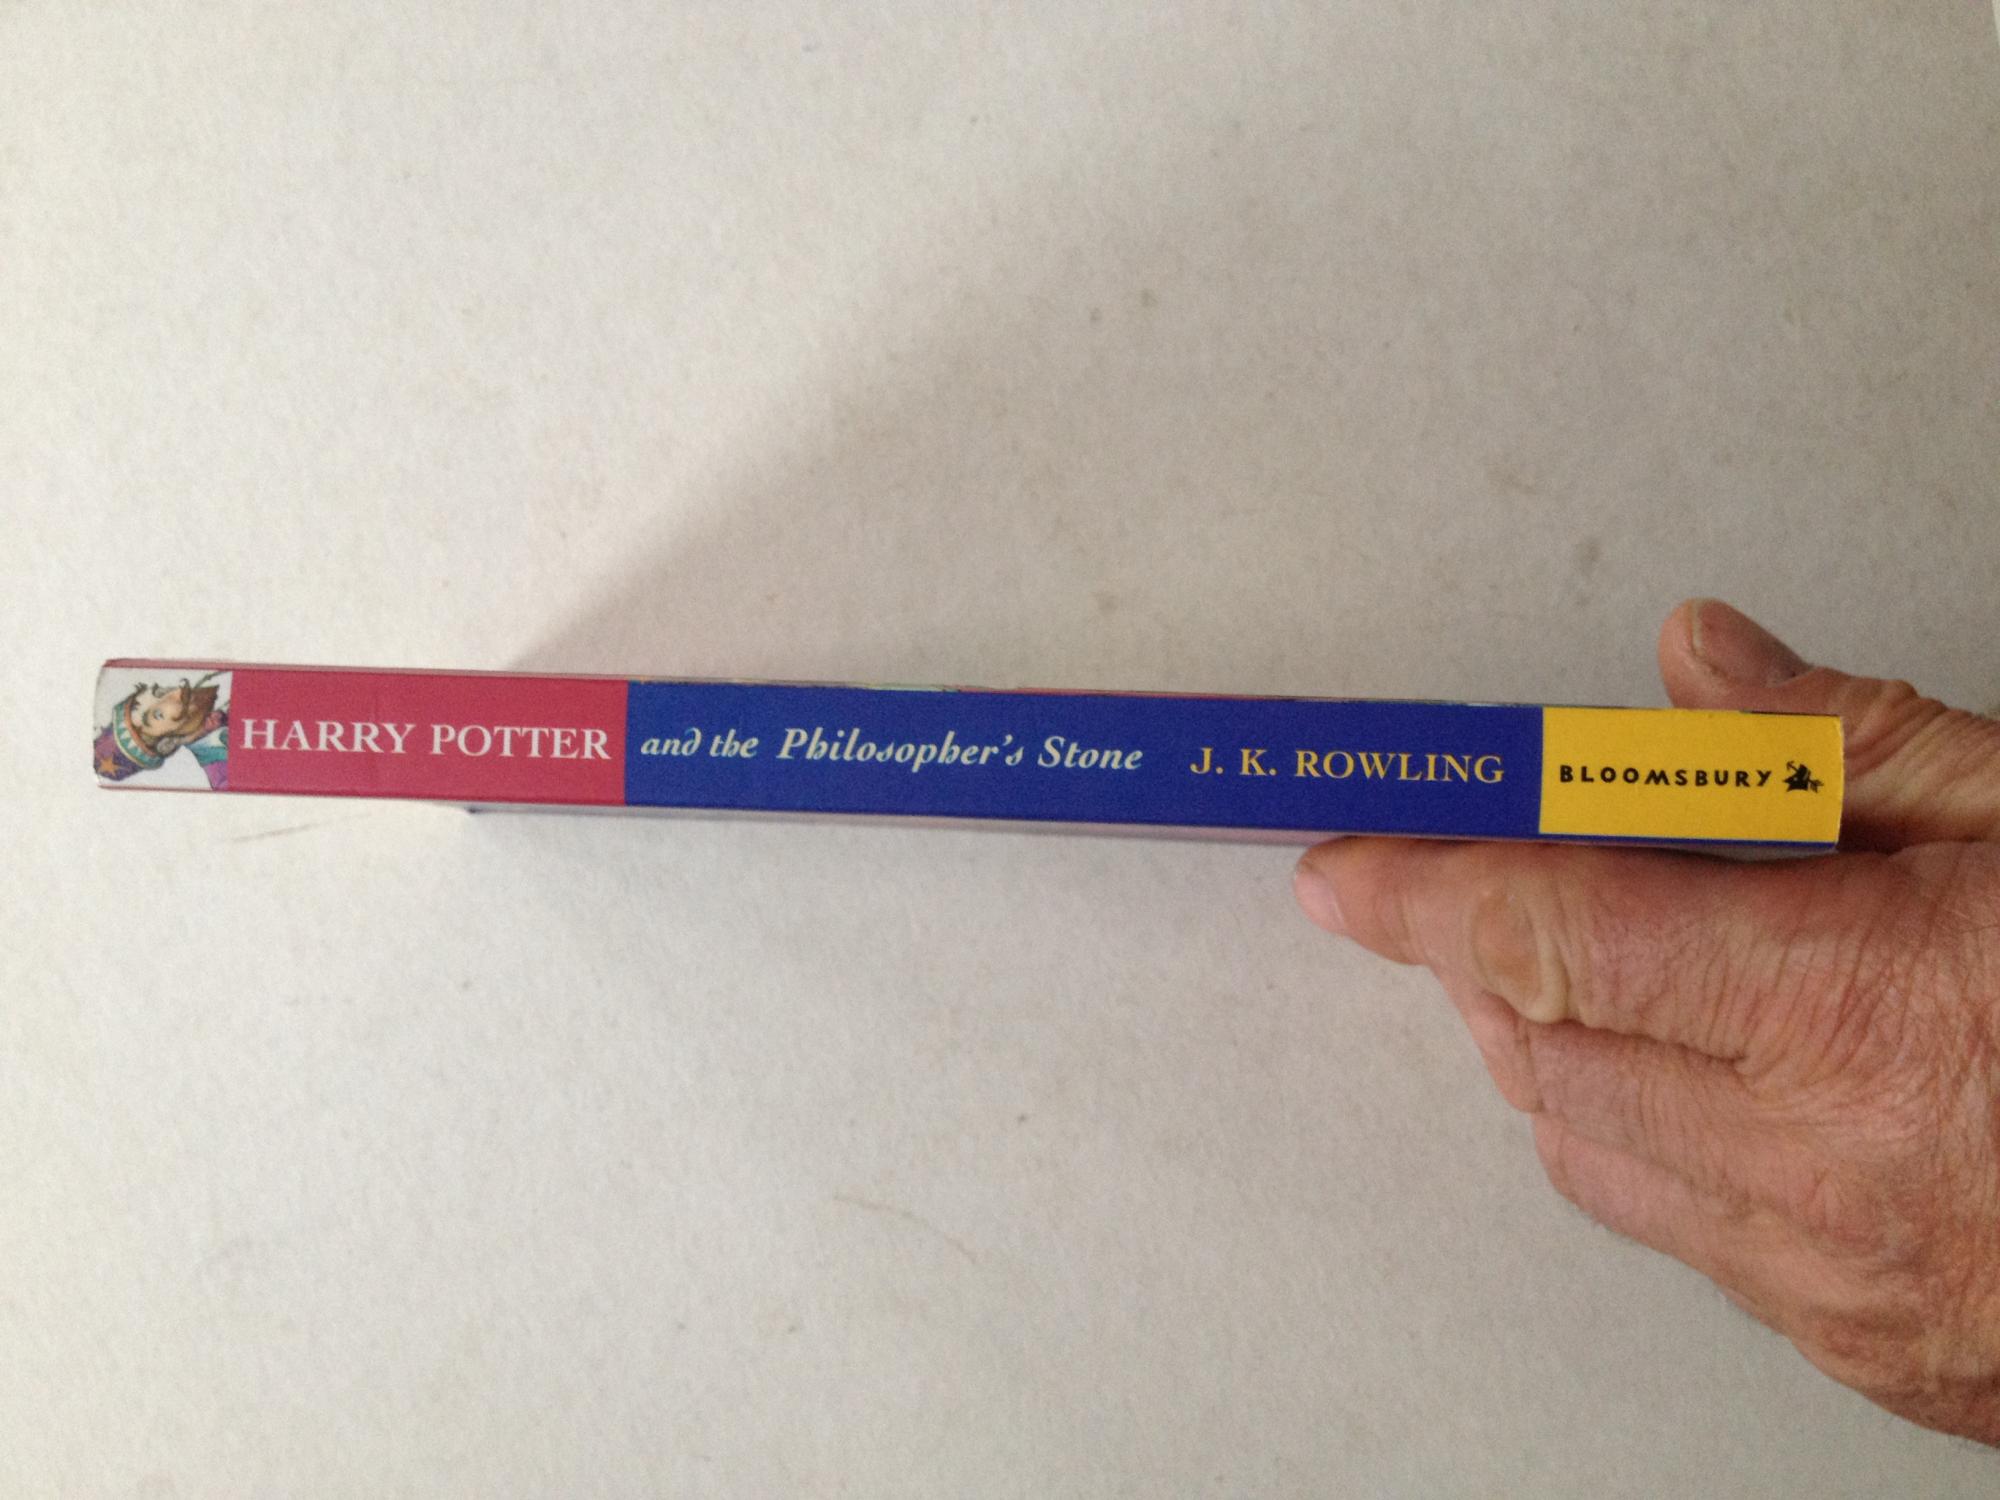 HARRY POTTER and the Philosopher's Stone J. K. ROWLING BLOOMSBURY